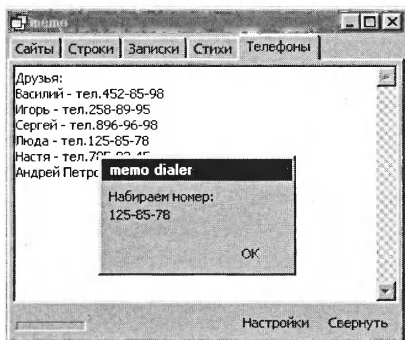 memo
Сайты Строки Записки Стихи Телефоны
Друзья:
Василий - тел.452-85-98
Игорь - тел.258-89-95
Сергей - тел.896-96-98
Люда - тел.125-85-78
Настя -
Андрей
memo dialer
Набираем номер:
125-85-78
OK
Настройки Свернуть